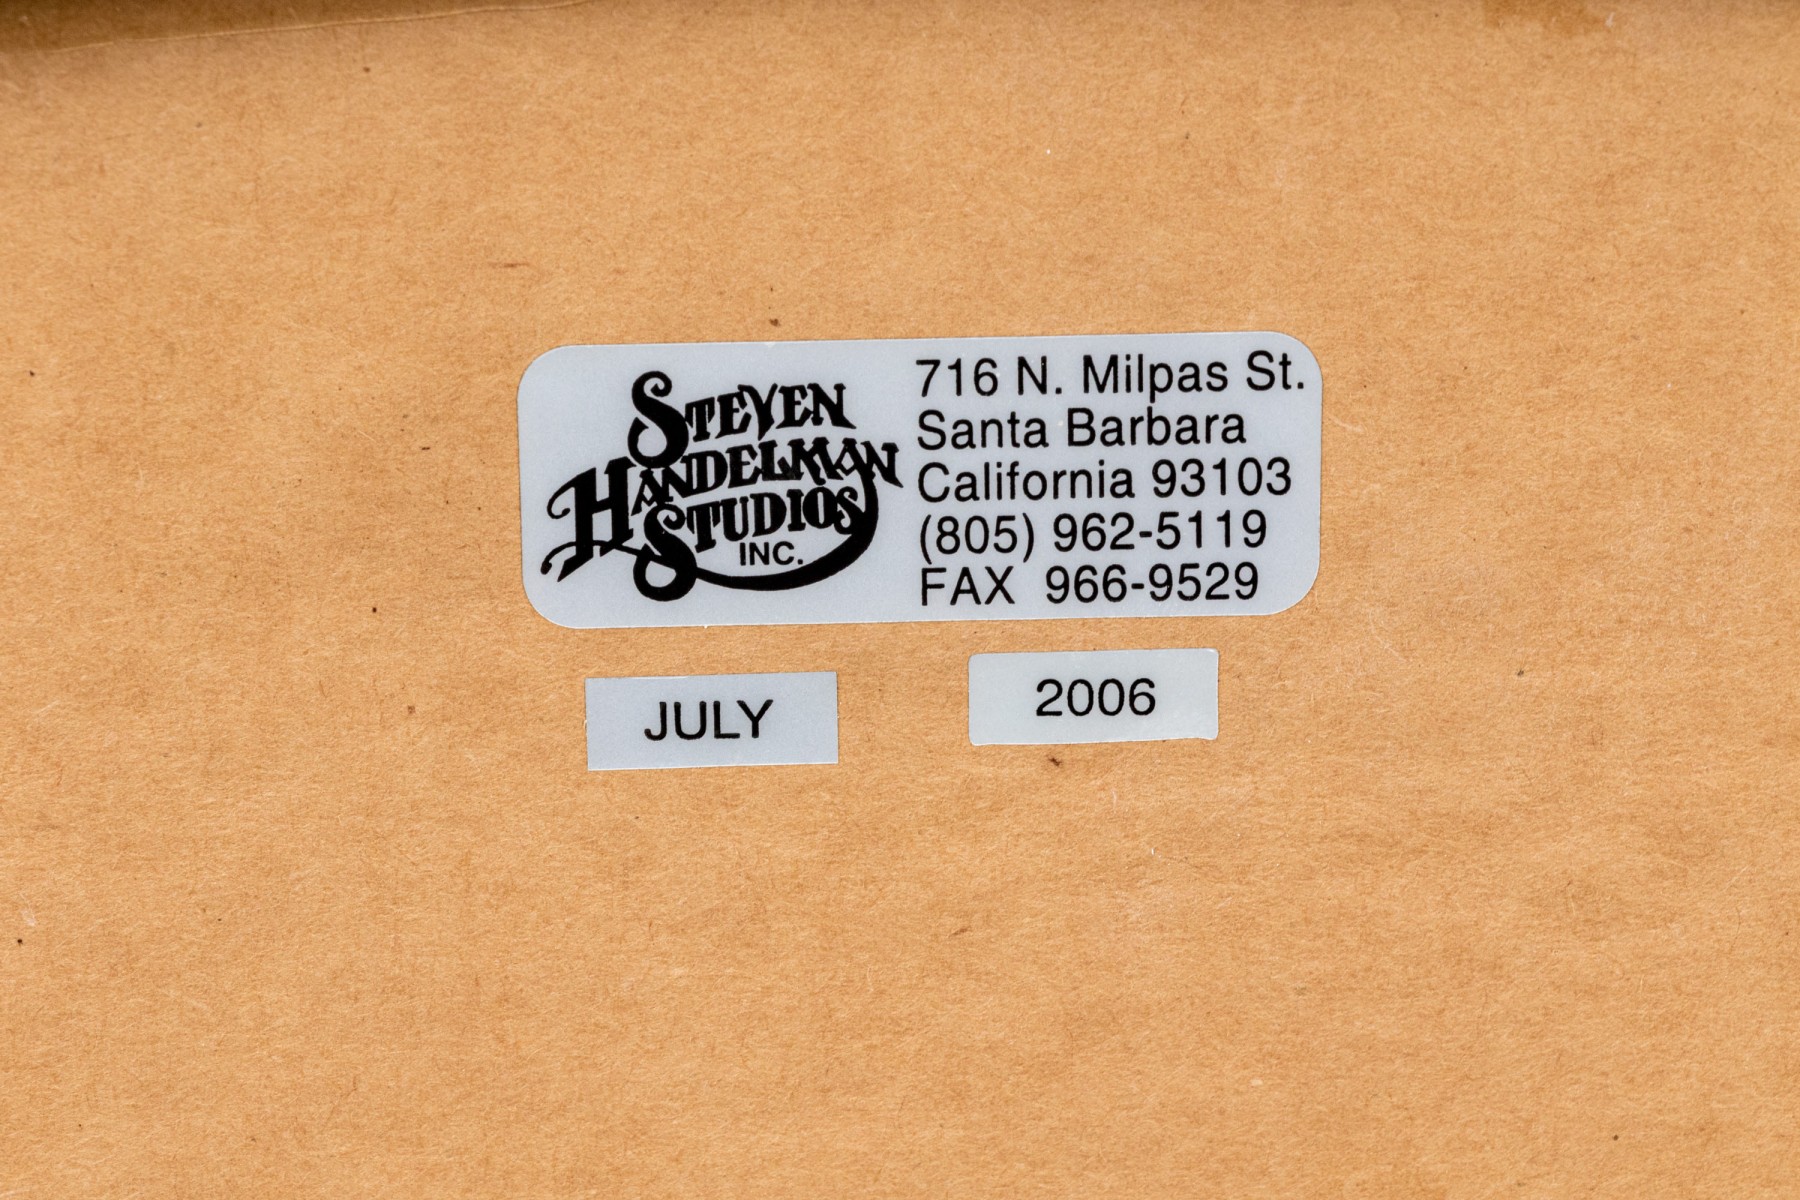 STEVEN
HANDELMAN
STUDIOS
INC.
716 N. Milpas St.
Santa Barbara
California 93103
(805) 962-5119
FAX 966-9529
JULY
2006